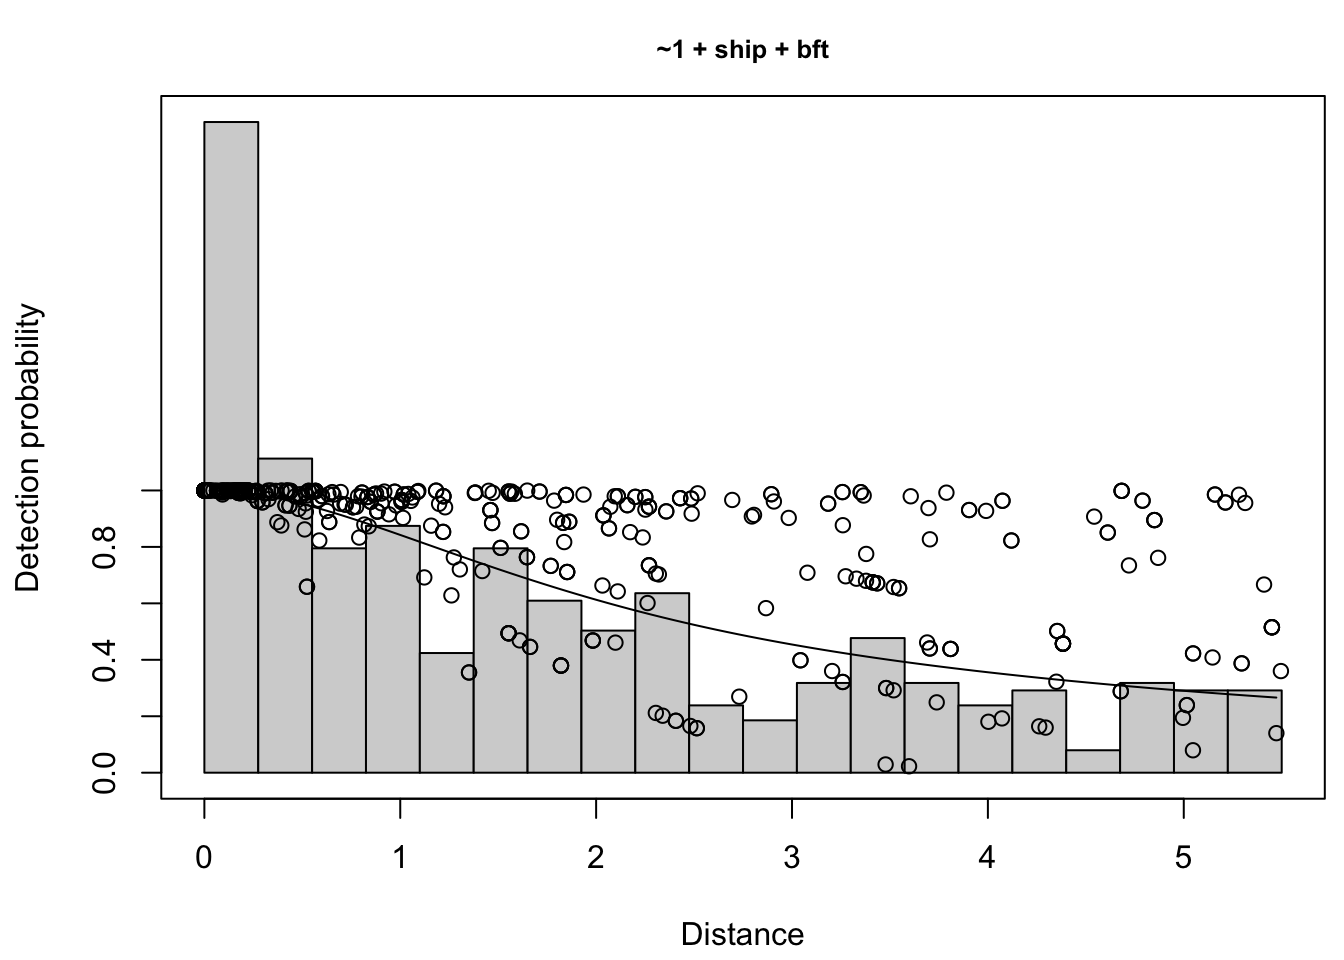 ~1 + ship + bft
Detection probability
0.8
0.4
0.0
0 1 2 3 4 5
Distance